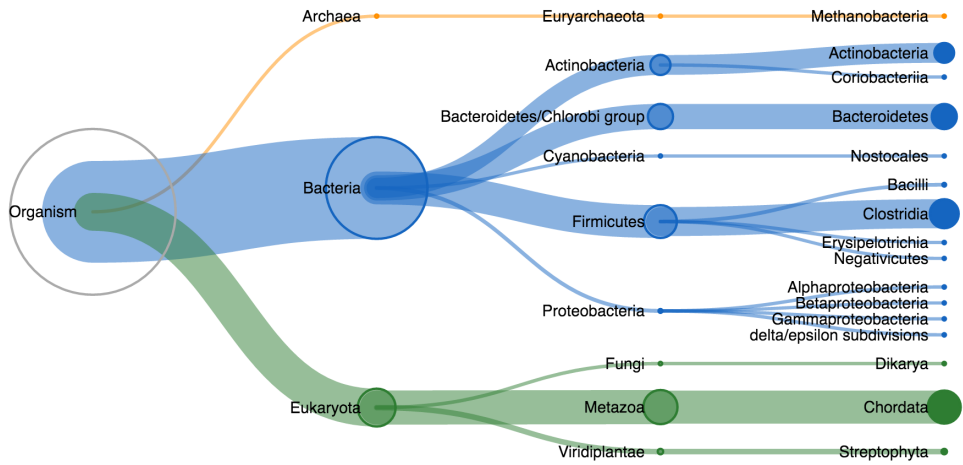 Archaea
Euryarchaeota
Methanobacteria
Actinobacteria
Actinobacteria
Coriobacteriia
Bacteroidetes/Chlorobi group
Bacteroidetes
Cyanobacteria
Nostocales
Organism
Bacteria
Firmicutes
Bacilli
Clostridia
Erysipelotrichia
Negativicutes
Proteobacteria
Alphaproteobacteria
Betaproteobacteria
Gammaproteobacteria
delta/epsilon subdivisions
Eukaryota
Fungi
Dikarya
Metazoa
Chordata
Viridiplantae
Streptophyta